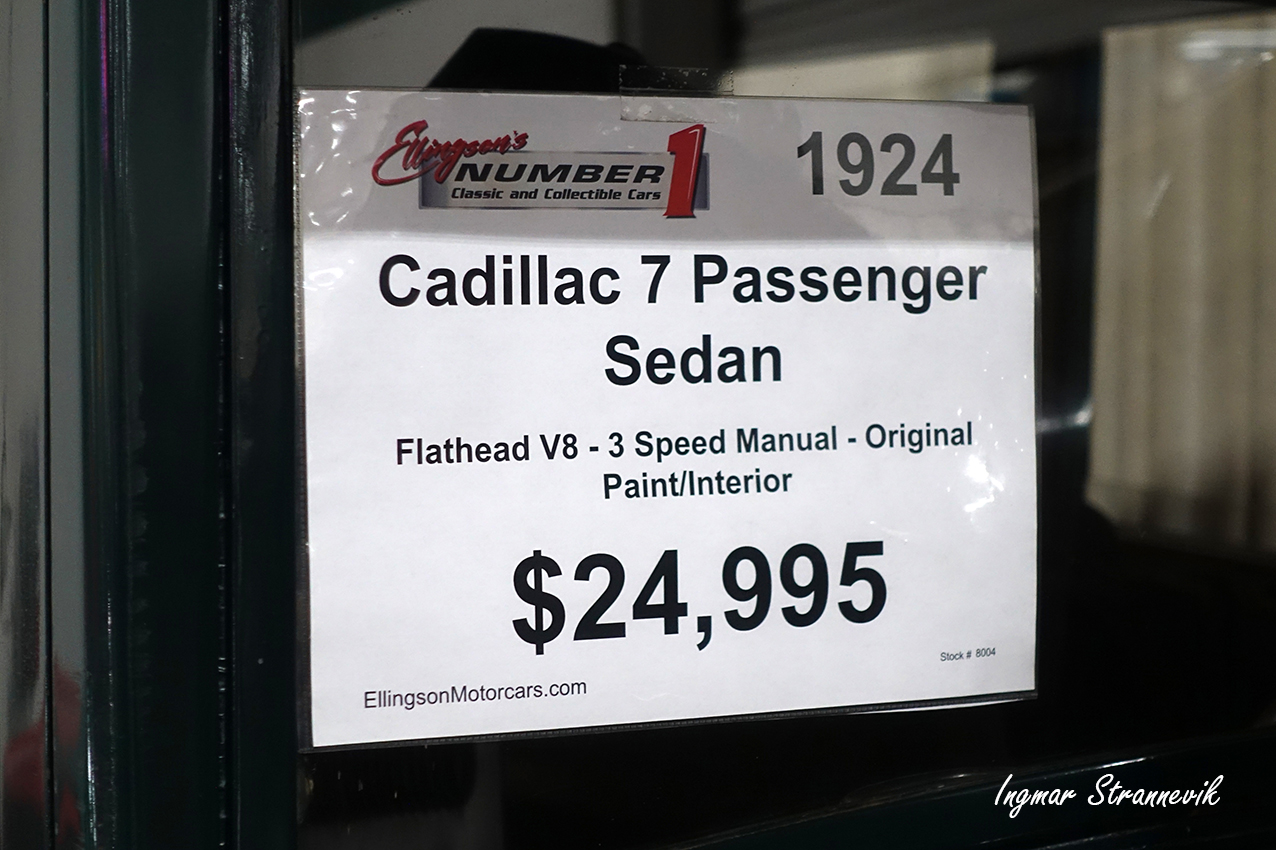 Ellingson's
NUMBER 1
Classic and Collectible Cars
1924
Cadillac 7 Passenger
Sedan
Flathead V8 - 3 Speed Manual - Original
Paint/Interior
$24,995
Stock # 8004
EllingsonMotorcars.com
Ingmar Strannevik